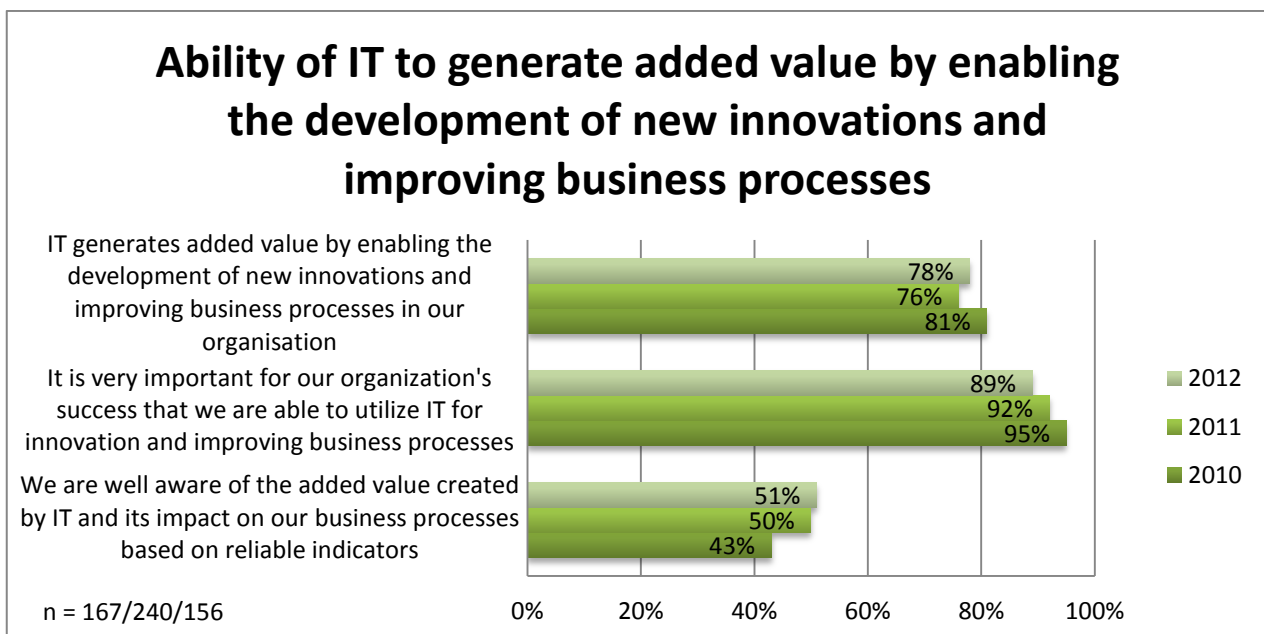 Ability of IT to generate added value by enabling
the development of new innovations and
improving business processes
IT generates added value by enabling the
development of new innovations and
improving business processes in our
organisation
78%
76%
81%
It is very important for our organization's
success that we are able to utilize IT for
innovation and improving business processes
89%
92%
95%
We are well aware of the added value created
by IT and its impact on our business processes
based on reliable indicators
51%
50%
43%
2012
2011
2010
n = 167/240/156
0% 20% 40% 60% 80% 100%